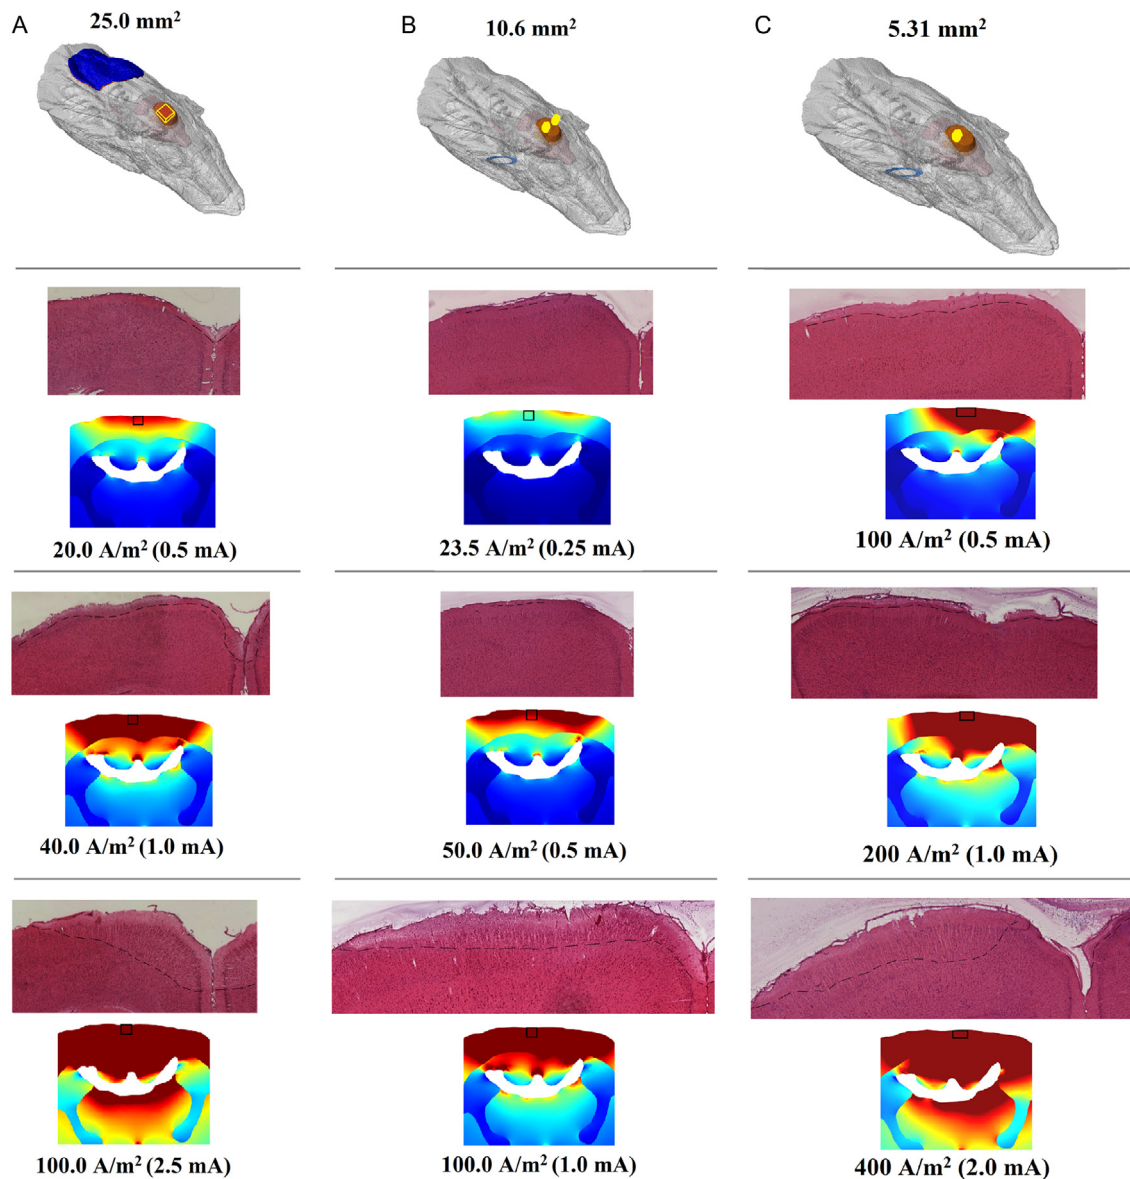 A
25.0 mm²
B
10.6 mm²
C
5.31 mm²
20.0 A/m² (0.5 mA)
23.5 A/m² (0.25 mA)
100 A/m² (0.5 mA)
40.0 A/m² (1.0 mA)
50.0 A/m² (0.5 mA)
200 A/m² (1.0 mA)
100.0 A/m² (2.5 mA)
100.0 A/m² (1.0 mA)
400 A/m² (2.0 mA)